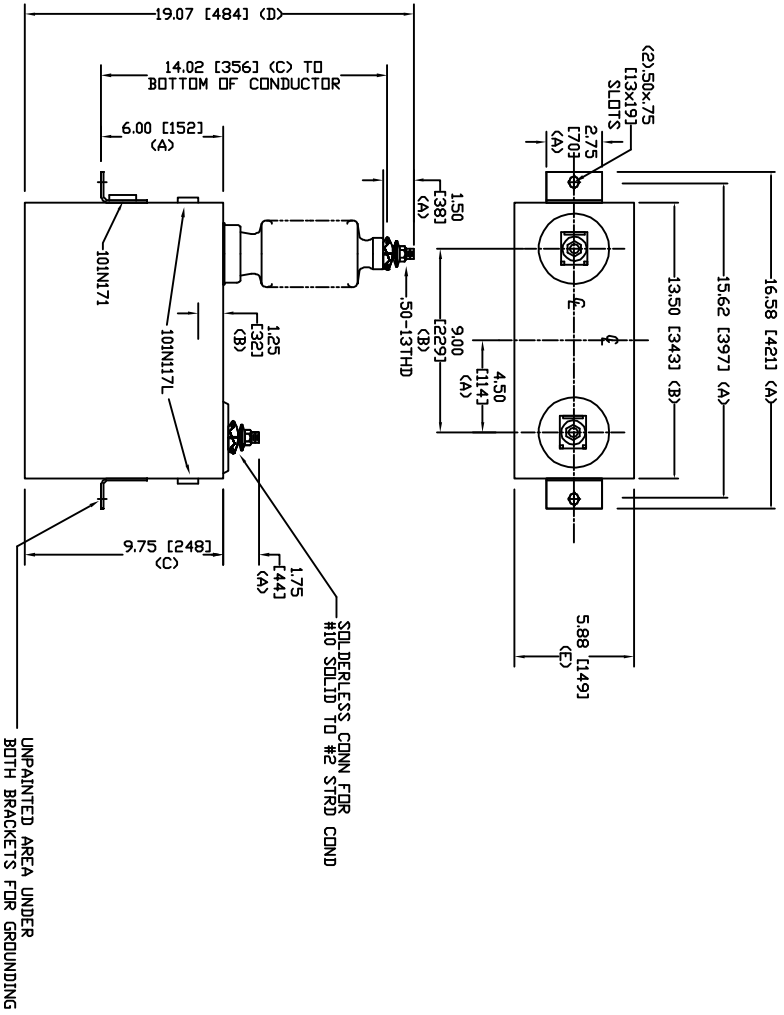 19.07 [484] (D)
14.02 [356] (C) TO
BOTTOM OF CONDUCTOR
6.00 [152]
(A)
(2).50x.75
[13x19]
SLOTS
2.75
[70]
(A)
1.50
[38]
(A)
16.58 [421] (A)
15.62 [397] (A)
13.50 [343] (B)
CL
CL
9.00
[229]
(B)
4.50
[114]
(A)
.50-13THD
101N171
101N117L
1.25
[32]
(B)
9.75 [248]
(C)
1.75
[44]
(A)
5.88 [149]
(E)
SOLDERLESS CONN FOR
#10 SOLID TO #2 STRD COND
UNPAINTED AREA UNDER
BOTH BRACKETS FOR GROUNDING